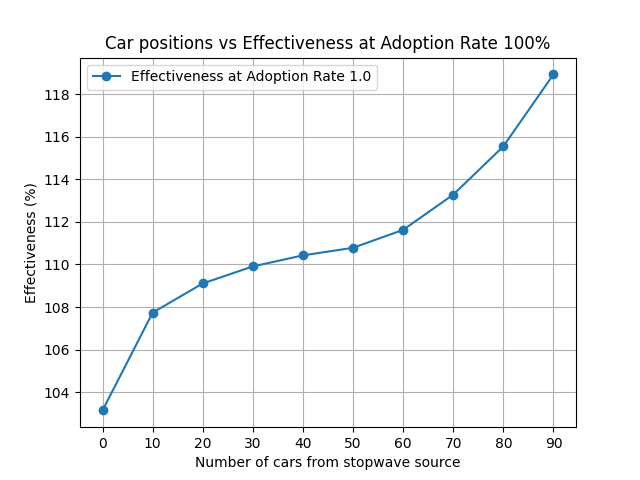 Car positions vs Effectiveness at Adoption Rate 100%
Effectiveness at Adoption Rate 1.0
118
116
114
112
110
108
106
104
Effectiveness (%)
0 10 20 30 40 50 60 70 80 90
Number of cars from stopwave source